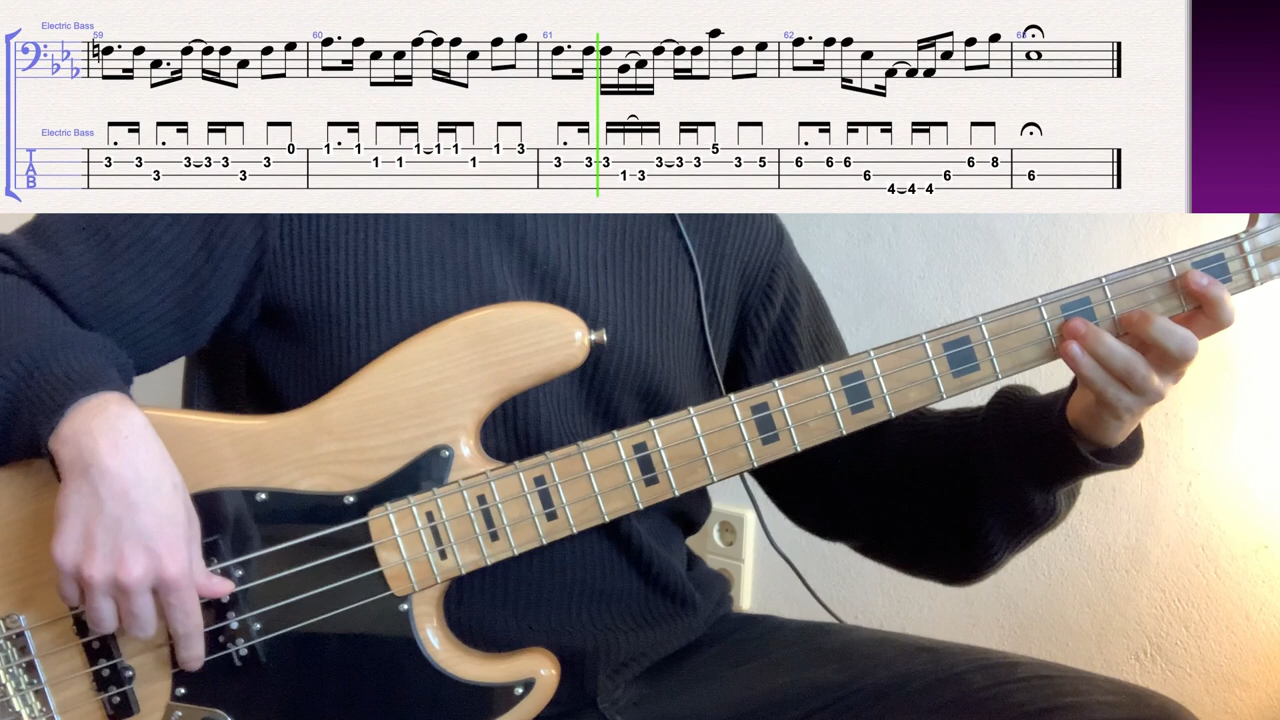 Electric Bass
59 60 61 62 63
Electric Bass
0 1 1 1 1 1 1 3 5
3 3 3 3 3 3 1 1 1 3 3 3 3 3 3 3 5 6 6 6 6 8
T
A
B
3 3 1 3 6 6 6
4 4 4